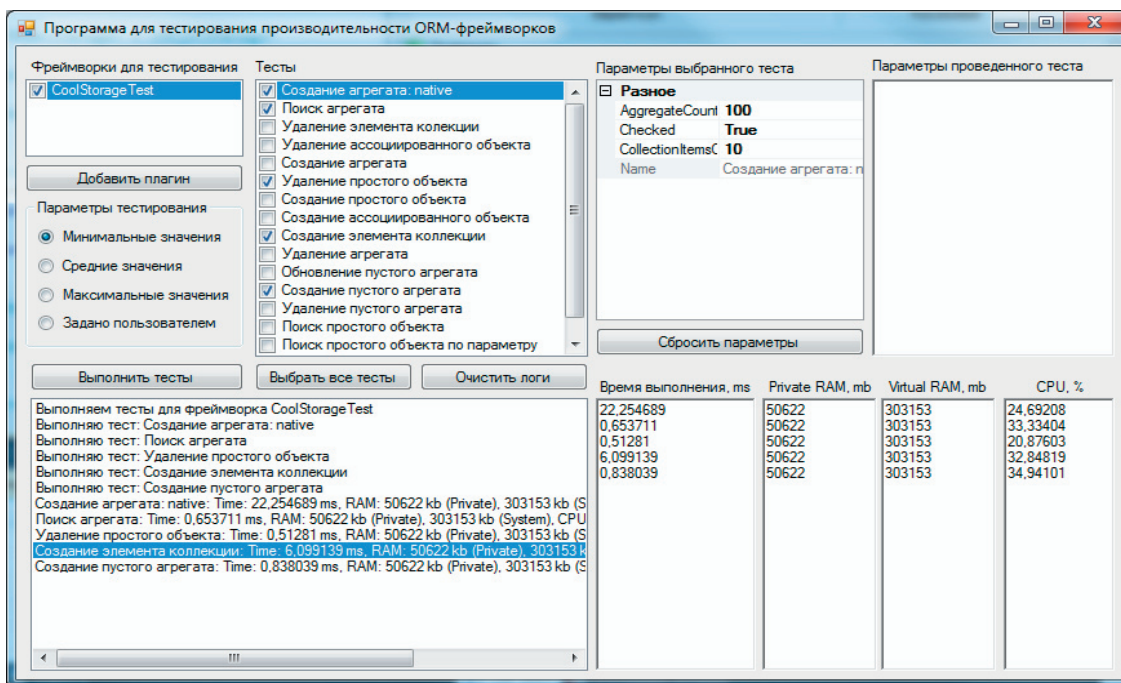 Программа для тестирования производительности ORM-фреймворков
Фреймворки для тестирования
CoolStorageTest
Добавить плагин
Параметры тестирования
Минимальные значения
Средние значения
Максимальные значения
Задано пользователем
Тесты
Создание агрегата: native
Поиск агрегата
Удаление элемента колекции
Удаление ассоциированного объекта
Создание агрегата
Удаление простого объекта
Создание простого объекта
Создание ассоциированного объекта
Создание элемента коллекции
Удаление агрегата
Обновление пустого агрегата
Создание пустого агрегата
Удаление пустого агрегата
Поиск простого объекта
Поиск простого объекта по параметру
Параметры выбранного теста
Разное
AggregateCount 100
Checked True
CollectionItemsC 10
Name Создание агрегата: n
Сбросить параметры
Параметры проведенного теста
Выполнить тесты
Выбрать все тесты
Очистить логи
Выполняем тесты для фреймворка CoolStorageTest
Выполняю тест: Создание агрегата: native
Выполняю тест: Поиск агрегата
Выполняю тест: Удаление простого объекта
Выполняю тест: Создание элемента коллекции
Выполняю тест: Создание пустого агрегата
Создание агрегата: native: Time: 22,254689 ms, RAM: 50622 kb (Private), 303153 kb (S
Поиск агрегата: Time: 0,653711 ms, RAM: 50622 kb (Private), 303153 kb (System), CPU
Удаление простого объекта: Time: 0,51281 ms, RAM: 50622 kb (Private), 303153 kb (S
Создание элемента коллекции: Time: 6,099139 ms, RAM: 50622 kb (Private), 303153 k
Создание пустого агрегата: Time: 0,838039 ms, RAM: 50622 kb (Private), 303153 kb (S
Время выполнения, ms Private RAM, mb Virtual RAM, mb CPU, %
22,254689 50622 303153 24,69208
0,653711 50622 303153 33,33404
0,51281 50622 303153 20,87603
6,099139 50622 303153 32,84819
0,838039 50622 303153 34,94101